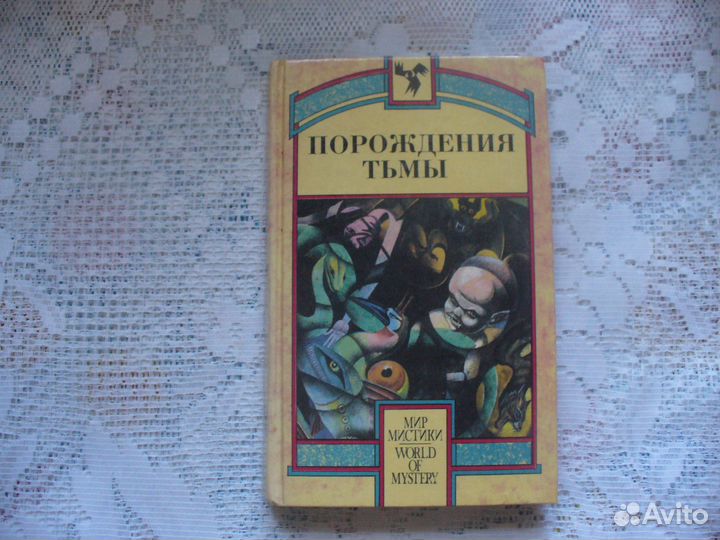 ПОРОЖДЕНИЯ
ТЬМЫ
МИР
МИСТИКИ
WORLD
OF
MYSTERY
Avito